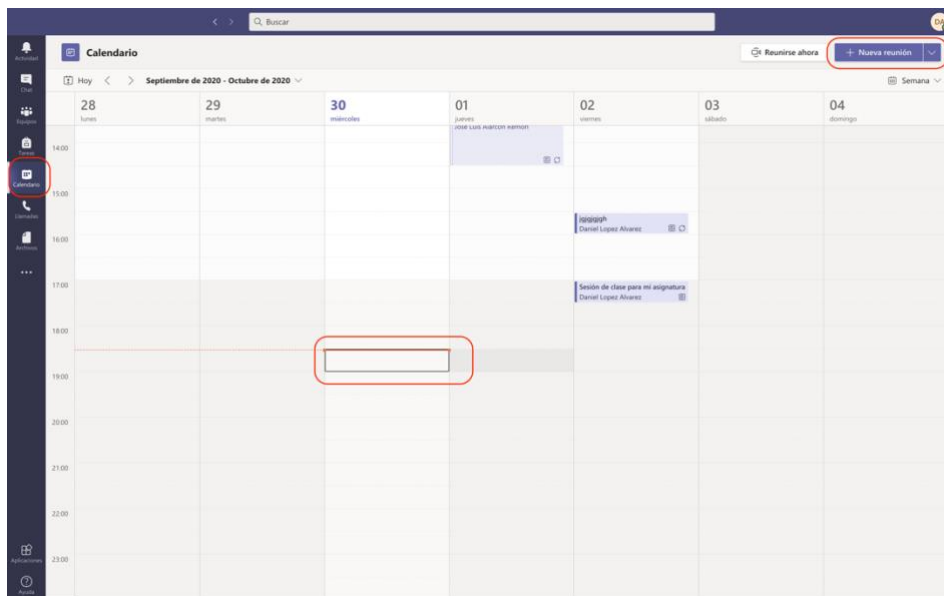 Buscar
DA
Actividad
Chat
Equipos
Tareas
Calendario
Llamadas
Archivos
Aplicaciones
Ayuda
Calendario
Reunirse ahora
+ Nueva reunión
Hoy
Septiembre de 2020 - Octubre de 2020
Semana
28
lunes
29
martes
30
miércoles
01
jueves
02
viernes
03
sábado
04
domingo
José Luis Alarcón Remón
14:00
15:00
Daniel Lopez Alvarez
16:00
17:00
Sesión de clase para mi asignatura
Daniel Lopez Alvarez
18:00
19:00
20:00
21:00
22:00
23:00